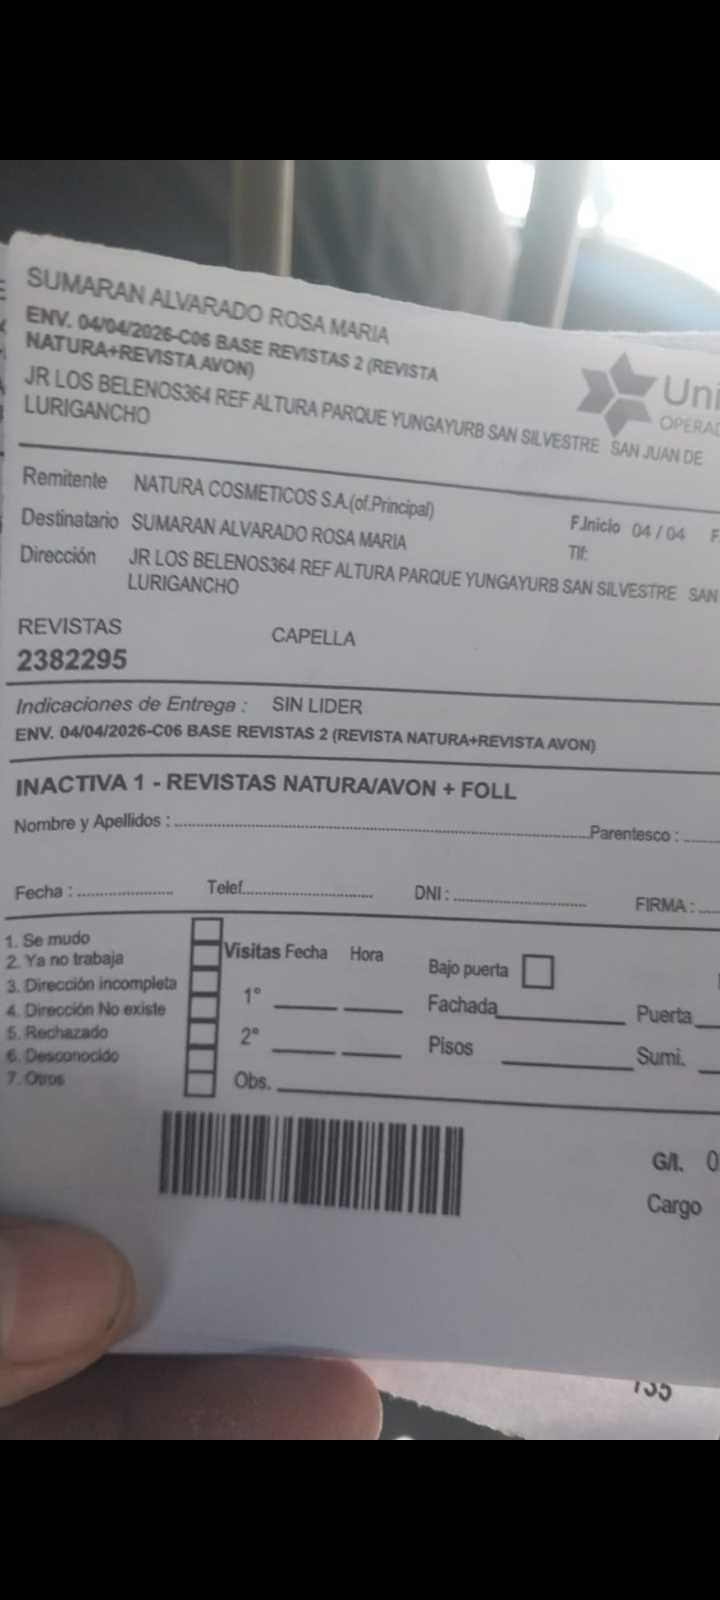 SUMARAN ALVARADO ROSA MARIA
ENV. 04/04/2026-C06 BASE REVISTAS 2 (REVISTA
NATURA+REVISTA AVON)
JR LOS BELENOS364 REF ALTURA PARQUE YUNGAYURB SAN SILVESTRE SAN JUAN DE
LURIGANCHO
Uni
OPERAD
Remitente NATURA COSMETICOS S.A.(of.Principal)
F.Inicio 04 / 04 F
Destinatario SUMARAN ALVARADO ROSA MARIA
Tlf:
Dirección JR LOS BELENOS364 REF ALTURA PARQUE YUNGAYURB SAN SILVESTRE SAN
LURIGANCHO
REVISTAS CAPELLA
2382295
Indicaciones de Entrega : SIN LIDER
ENV. 04/04/2026-C06 BASE REVISTAS 2 (REVISTA NATURA+REVISTA AVON)
INACTIVA 1 - REVISTAS NATURA/AVON + FOLL
Nombre y Apellidos : Parentesco :
Fecha : Telef. DNI : FIRMA :
1. Se mudo
2. Ya no trabaja
3. Dirección incompleta
4. Dirección No existe
5. Rechazado
6. Desconocido
7. Otros
Visitas Fecha Hora
1°
2°
Obs.
Bajo puerta
Fachada Puerta
Pisos Sumi.
G/I. 0
Cargo